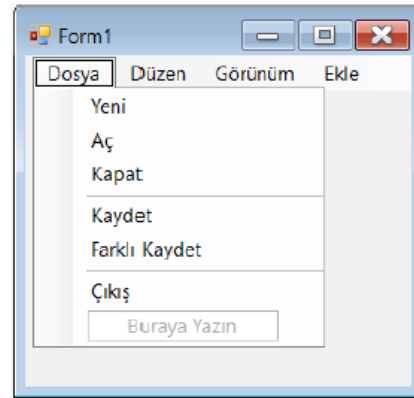 Form1
Dosya Düzen Görünüm Ekle
Yeni
Aç
Kapat
Kaydet
Farklı Kaydet
Çıkış
Buraya Yazın